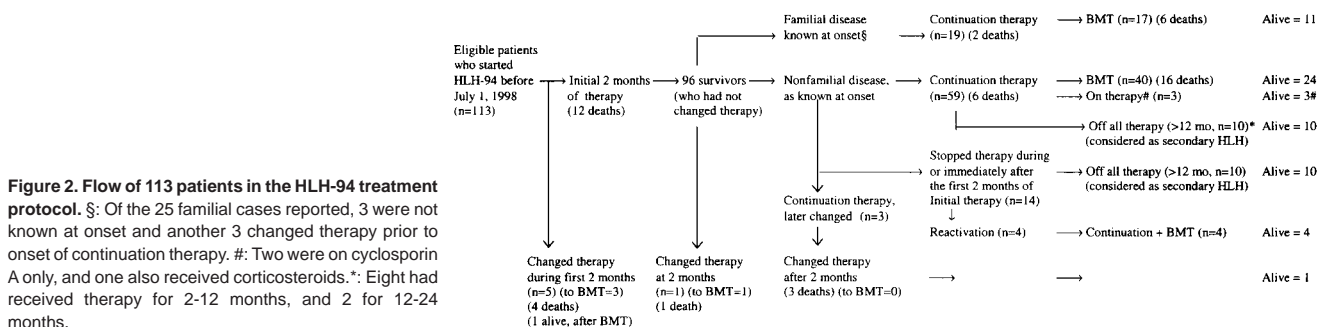 Figure 2. Flow of 113 patients in the HLH-94 treatment
protocol. §: Of the 25 familial cases reported, 3 were not
known at onset and another 3 changed therapy prior to
onset of continuation therapy. #: Two were on cyclosporin
A only, and one also received corticosteroids.*: Eight had
received therapy for 2-12 months, and 2 for 12-24
months.
Eligible patients
who started
HLH-94 before
July 1, 1998
(n=113)
Initial 2 months
of therapy
(12 deaths)
96 survivors
(who had not
changed therapy)
Familial disease
known at onset§
Continuation therapy
(n=19) (2 deaths)
BMT (n=17) (6 deaths)
Alive = 11
Nonfamilial disease,
as known at onset
Continuation therapy
(n=59) (6 deaths)
BMT (n=40) (16 deaths)
Alive = 24
On therapy# (n=3)
Alive = 3#
Off all therapy (>12 mo, n=10)*
(considered as secondary HLH)
Alive = 10
Stopped therapy during
or immediately after
the first 2 months of
Initial therapy (n=14)
Off all therapy (>12 mo, n=10)
(considered as secondary HLH)
Alive = 10
Reactivation (n=4)
Continuation + BMT (n=4)
Alive = 4
Continuation therapy,
later changed (n=3)
Changed therapy
during first 2 months
(n=5) (to BMT=3)
(4 deaths)
(1 alive, after BMT)
Changed therapy
at 2 months
(n=1) (to BMT=1)
(1 death)
Changed therapy
after 2 months
(3 deaths) (to BMT=0)
Alive = 1